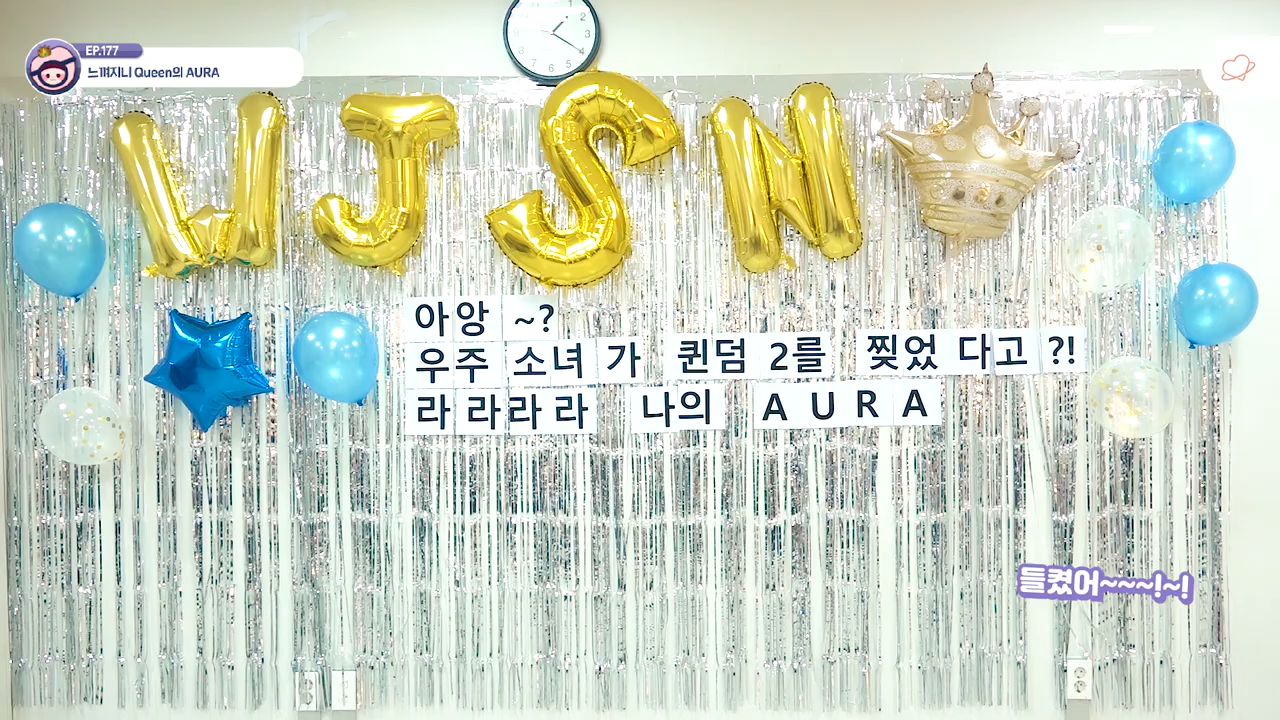 EP.177
느껴지니 Queen의 AURA
WJSN
아앙 ~?
우주 소녀 가 퀸덤 2를 찢었 다고 ?!
라 라라 라 나의 AURA
들켰어~~~!~!